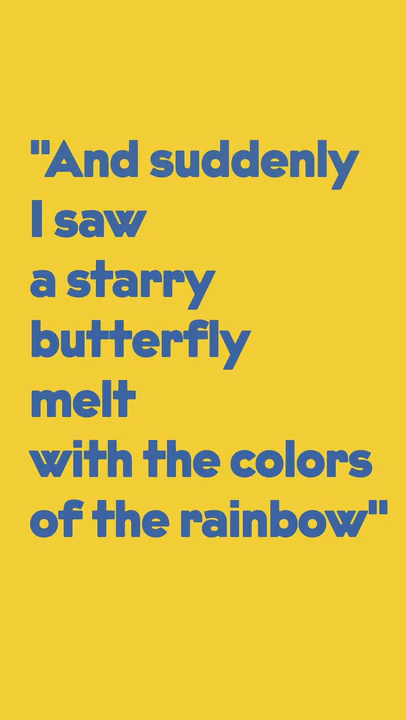 "And suddenly
I saw
a starry
butterfly
melt
with the colors
of the rainbow"